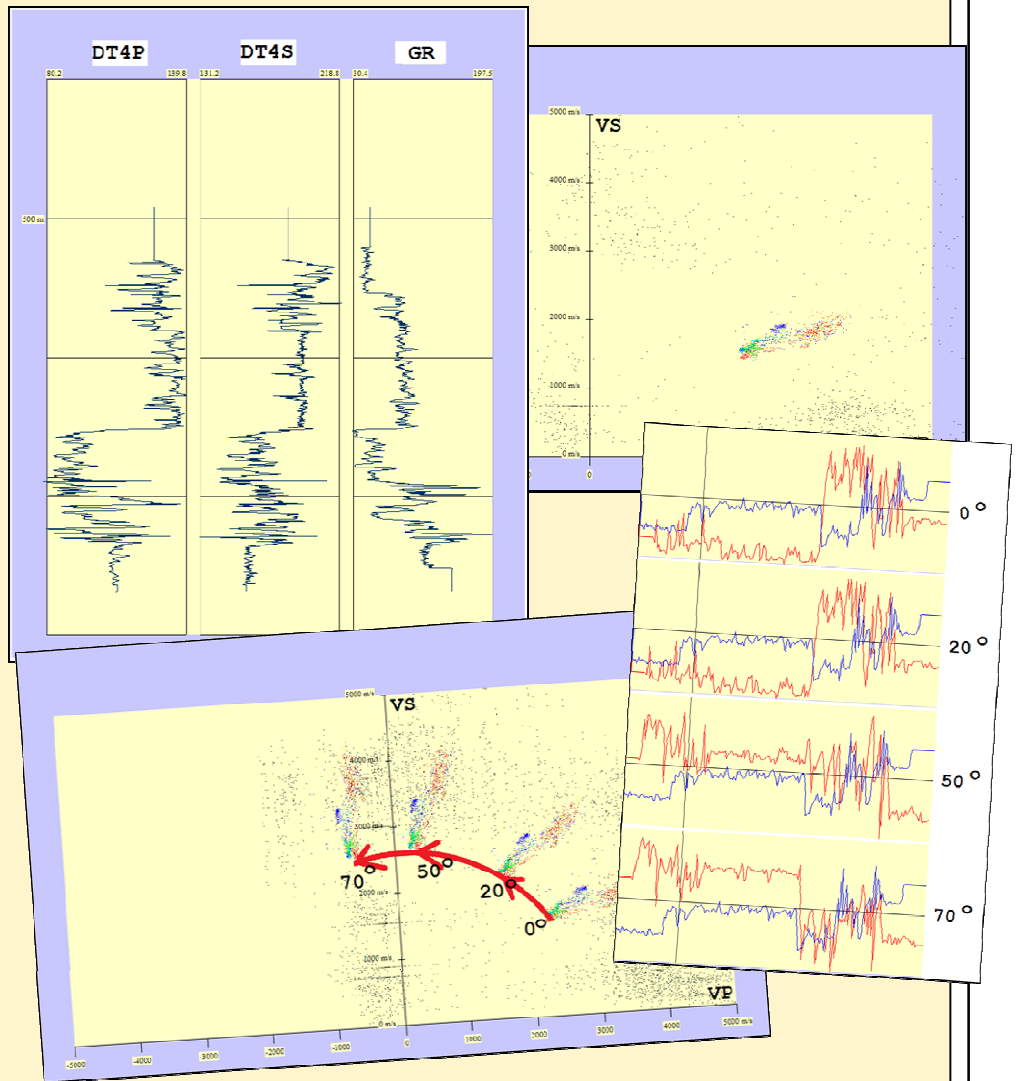 DT4P DT4S GR
80.2 139.8 131.2 218.8 30.4 197.5
500 m
5000 m/s
VS
4000 m/s
3000 m/s
2000 m/s
1000 m/s
0 m/s
0
0 °
20 °
50 °
70 °
5000 m/s
VS
4000 m/s
3000 m/s
2000 m/s
1000 m/s
0 m/s
70°
50°
20°
0°
VP
-5000 -4000 -3000 -2000 -1000 0 1000 2000 3000 4000 5000 m/s